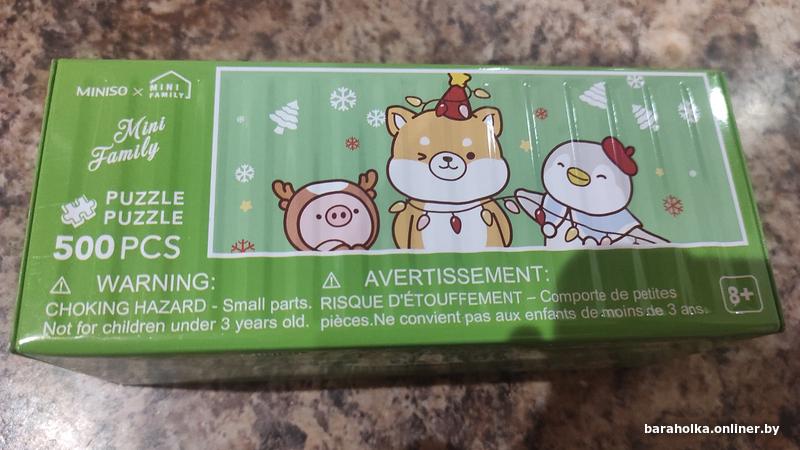 MINISO × MINI FAMILY
Mini
Family
PUZZLE
PUZZLE
500 PCS
WARNING:
CHOKING HAZARD - Small parts.
Not for children under 3 years old.
AVERTISSEMENT:
RISQUE D'ÉTOUFFEMENT – Comporte de petites
pièces.Ne convient pas aux enfants de moins de 3 ans.
8+
baraholka.onliner.by